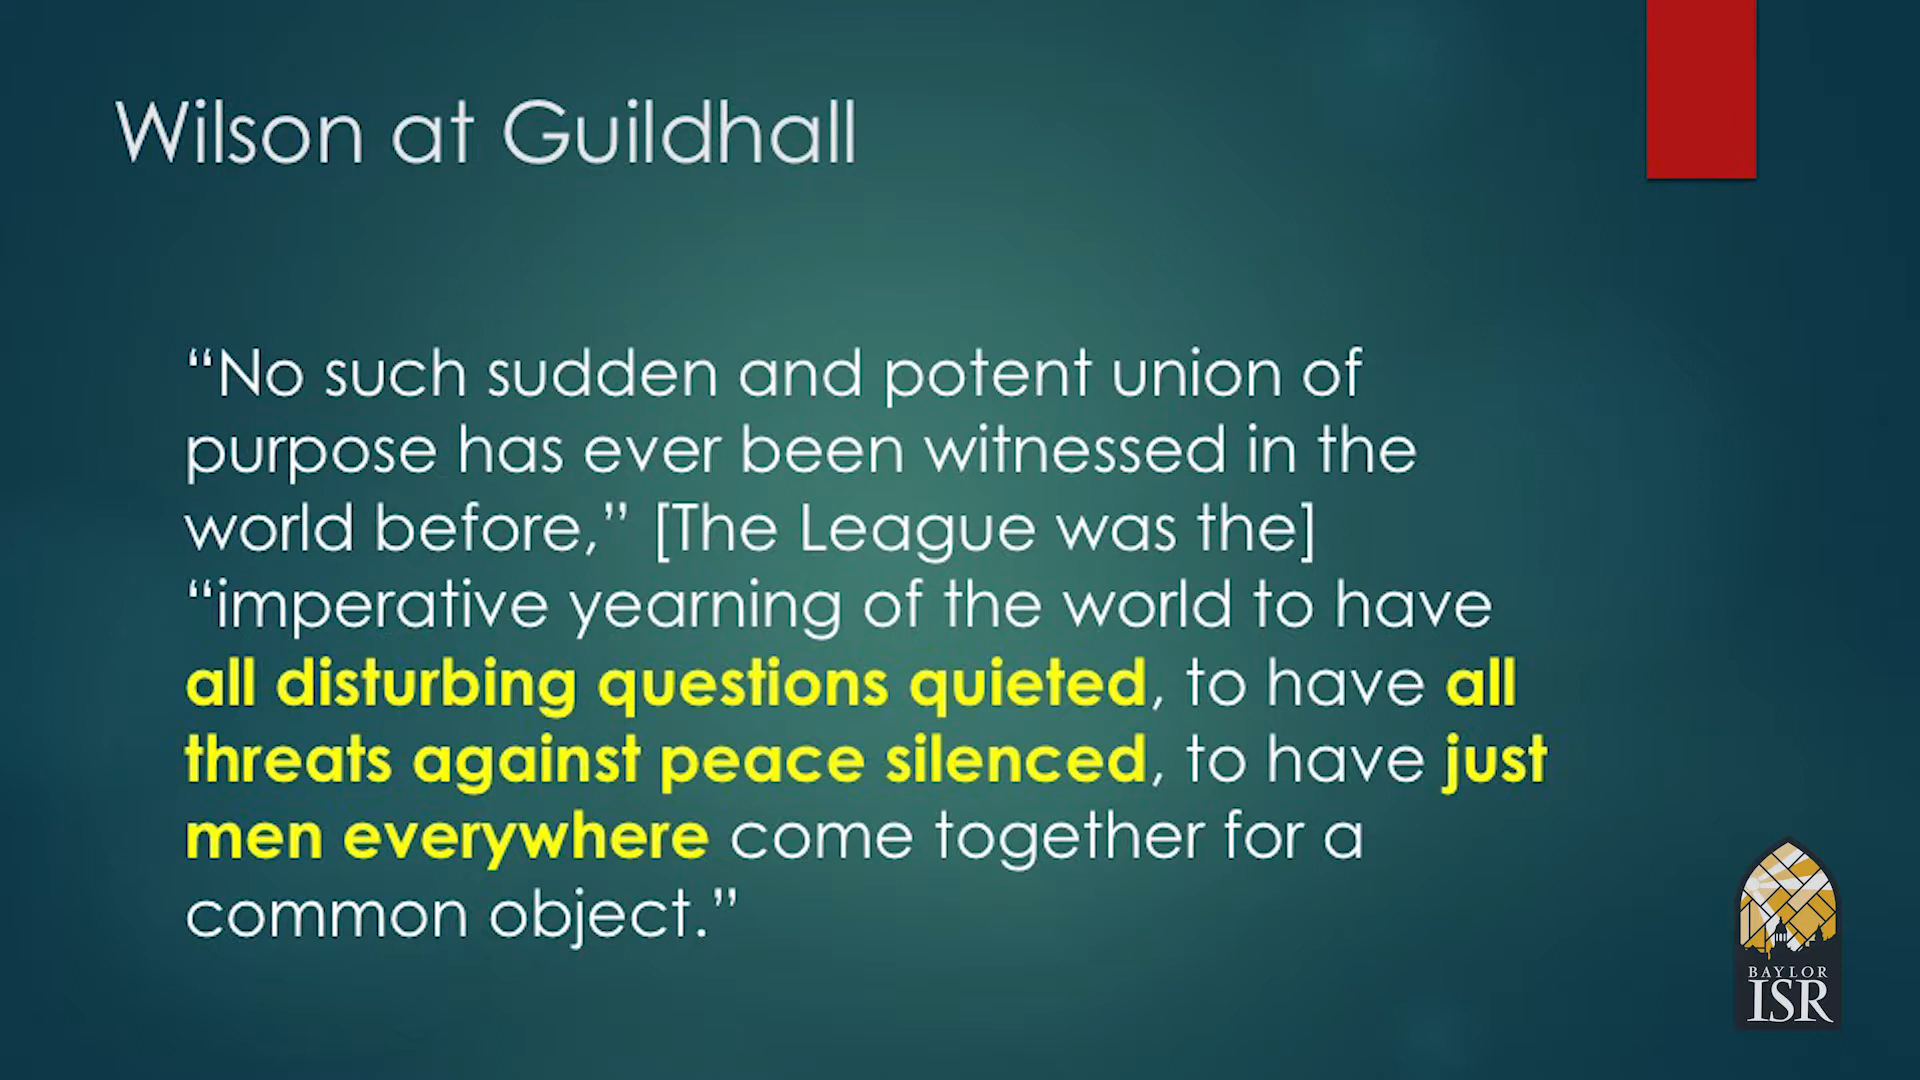 Wilson at Guildhall
“No such sudden and potent union of
purpose has ever been witnessed in the
world before,” [The League was the]
“imperative yearning of the world to have
all disturbing questions quieted, to have all
threats against peace silenced, to have just
men everywhere come together for a
common object.”
BAYLOR
ISR